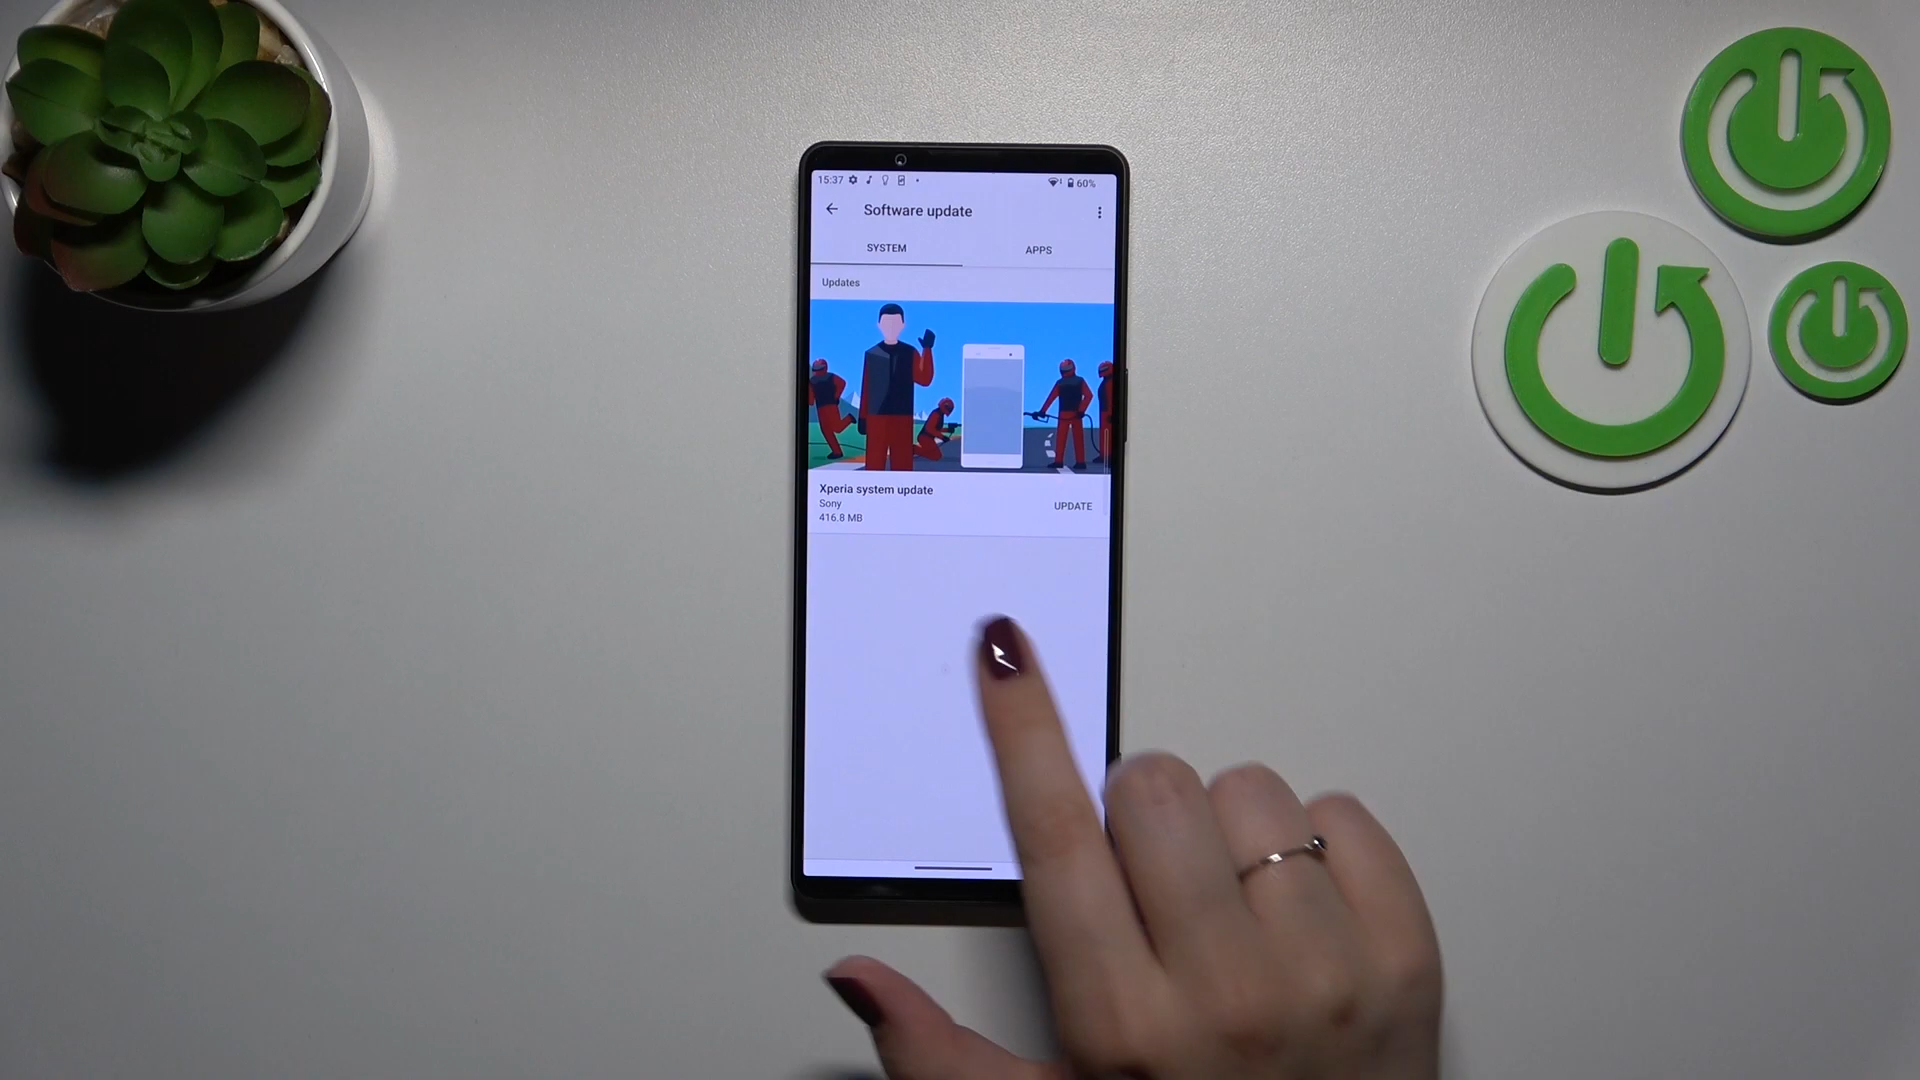 15:37
60%
Software update
SYSTEM
APPS
Updates
Xperia system update
Sony
416.8 MB
UPDATE